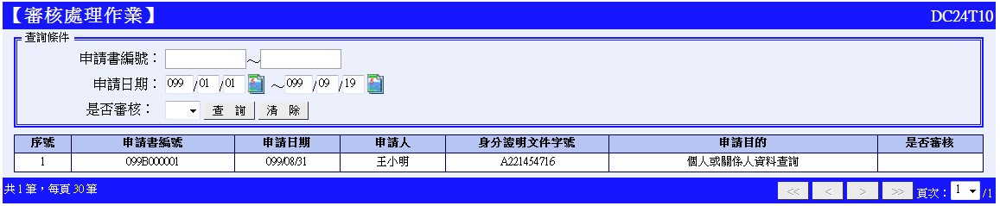 【審核處理作業】 DC24T10
查詢條件
申請書編號： ～
申請日期： 099 /01 /01 ～099 /09 /19
是否審核： 查 詢 清 除
序號 申請書編號 申請日期 申請人 身分證明文件字號 申請目的 是否審核
1 099B000001 099/08/31 王小明 A221454716 個人或關係人資料查詢
共1筆，每頁30筆 << < > >> 頁次： 1 /1